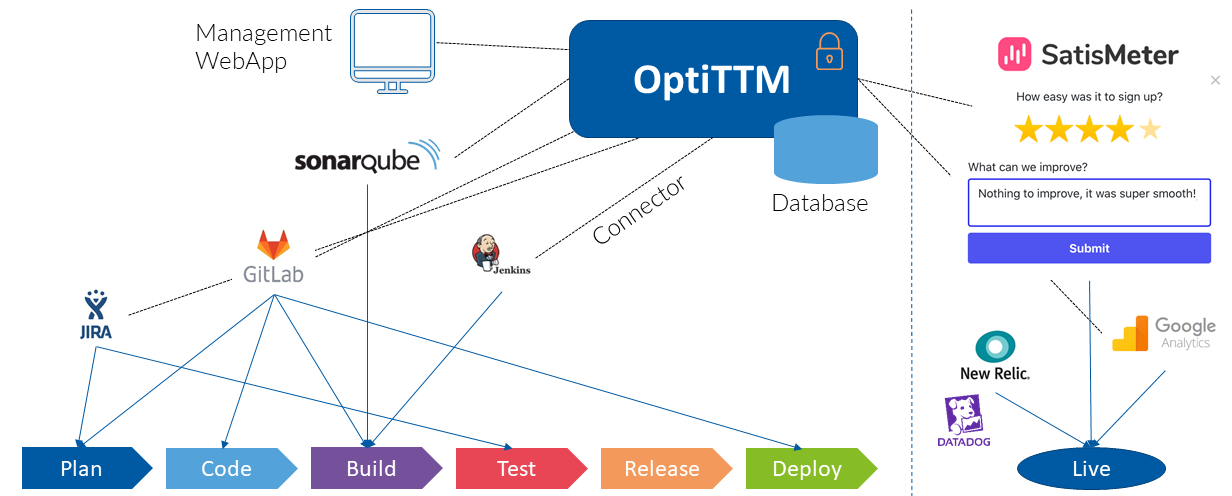 Management
WebApp
OptiTTM
SatisMeter
×
How easy was it to sign up?
sonarqube
Database
What can we improve?
Nothing to improve, it was super smooth!
Submit
Connector
GitLab
Jenkins
JIRA
Google
Analytics
New Relic.
DATADOG
Plan
Code
Build
Test
Release
Deploy
Live